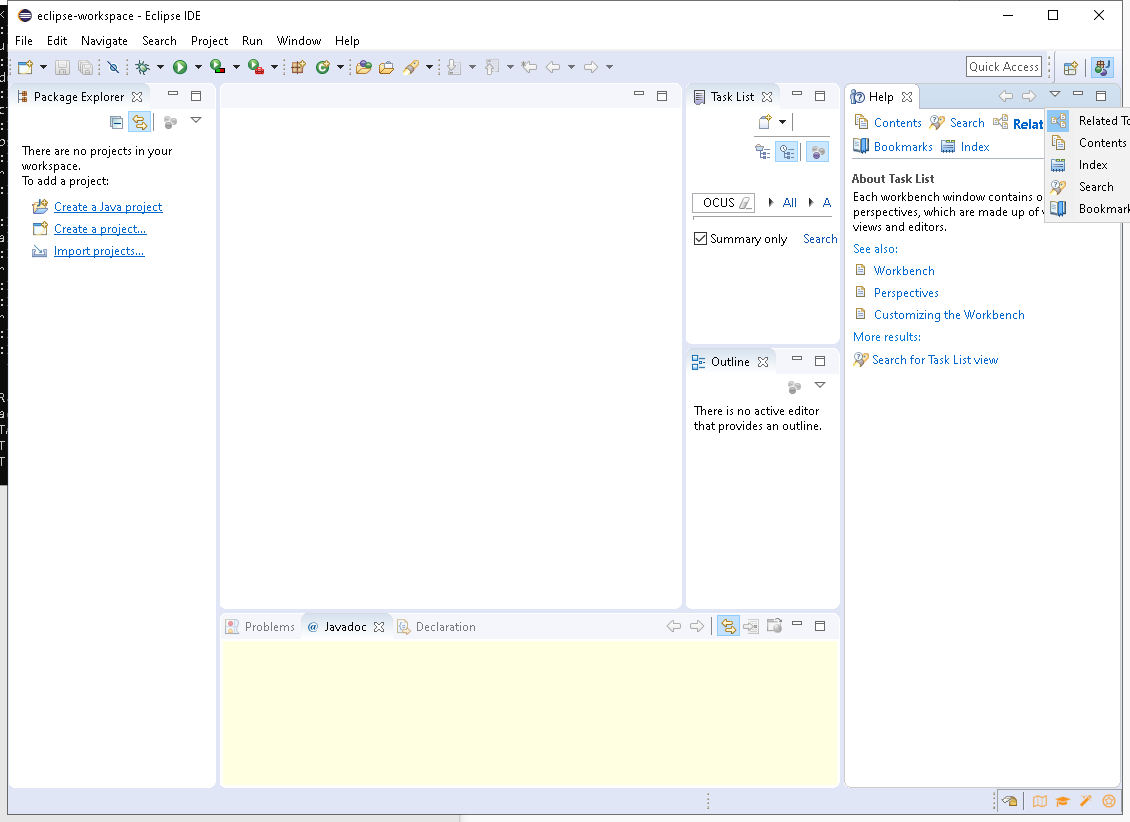 eclipse-workspace - Eclipse IDE
File Edit Navigate Search Project Run Window Help
Quick Access
Package Explorer
There are no projects in your
workspace.
To add a project:
Create a Java project
Create a project...
Import projects...
Task List
OCUS All A
Summary only Search
Outline
There is no active editor
that provides an outline.
Help
Contents Search Relat
Bookmarks Index
Related To
Contents
Index
Search
Bookmark
About Task List
Each workbench window contains o
perspectives, which are made up of
views and editors.
See also:
Workbench
Perspectives
Customizing the Workbench
More results:
Search for Task List view
Problems @ Javadoc Declaration